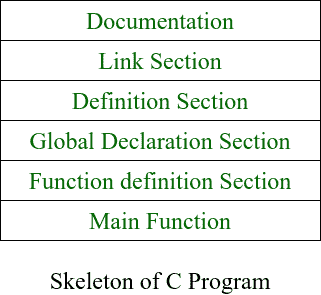 Documentation
Link Section
Definition Section
Global Declaration Section
Function definition Section
Main Function
Skeleton of C Program